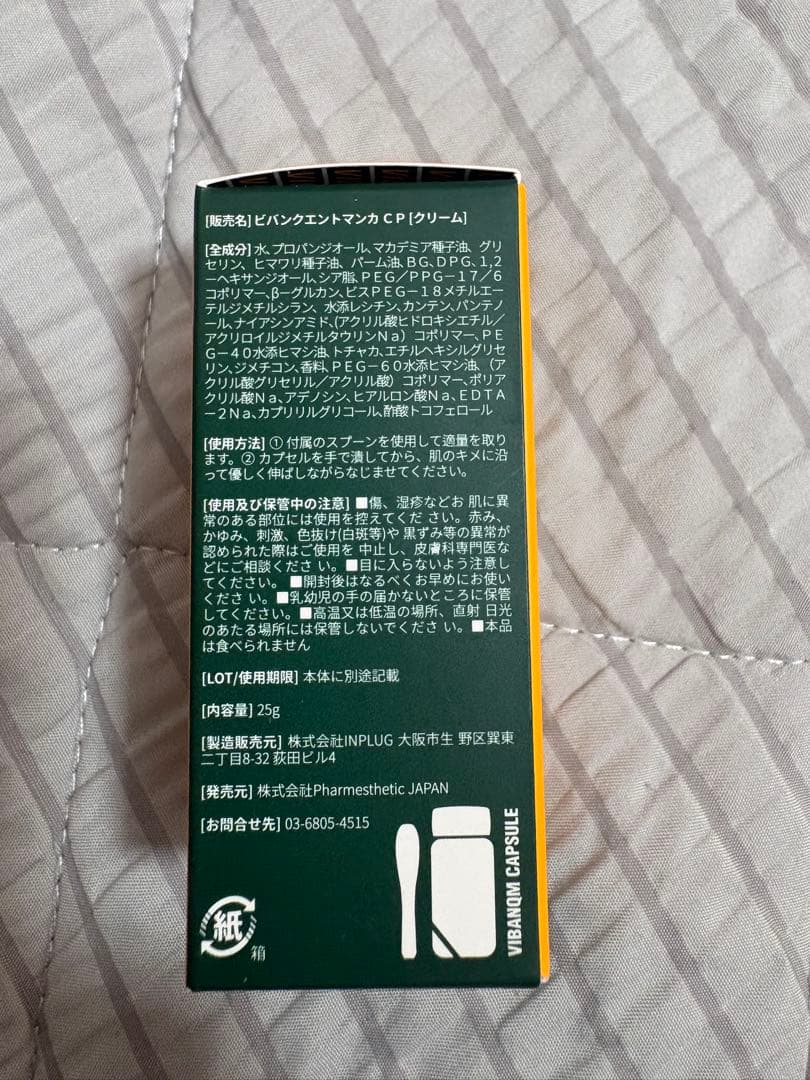 [販売名] ビバンクエントマンカ CP [クリーム]
[全成分] 水、プロパンジオール、マカデミア種子油、グリ
セリン、ヒマワリ種子油、パーム油、BG、DPG、1,2
-ヘキサンジオール、シア脂、PEG/PPG-17/6
コポリマー、β-グルカン、ビスPEG-18メチルエー
テルジメチルシラン、水添レシチン、カンテン、パンテノ
ール、ナイアシンアミド、(アクリル酸ヒドロキシエチル/
アクリロイルジメチルタウリンNa) コポリマー、PE
G-40水添ヒマシ油、トチャカ、エチルヘキシルグリセ
リン、ジメチコン、香料、PEG-60水添ヒマシ油、(ア
クリル酸グリセリル/アクリル酸) コポリマー、ポリア
クリル酸Na、アデノシン、ヒアルロン酸Na、EDTA
-2Na、カプリリルグリコール、酢酸トコフェロール
[使用方法] ① 付属のスプーンを使用して適量を取り
ます。② カプセルを手で潰してから、肌のキメに沿
って優しく伸ばしながらなじませてください。
[使用及び保管中の注意] ■傷、湿疹などお 肌に異
常のある部位には使用を控えてくだ さい。赤み、
かゆみ、刺激、色抜け(白斑等)や 黒ずみ等の異常が
認められた際はご使用を 中止し、皮膚科専門医な
どにご相談くださ い。■目に入らないよう注意し
てください。■開封後はなるべくお早めにお使い
くださ い。■乳幼児の手の届かないところに保管
してください。■高温又は低温の場所、直射 日光
のあたる場所には保管しないでくださ い。■本品
は食べられません
[LOT/使用期限] 本体に別途記載
[内容量] 25g
[製造販売元] 株式会社INPLUG 大阪市生 野区巽東
二丁目8-32 荻田ビル4
[発売元] 株式会社Pharmesthetic JAPAN
[お問合せ先] 03-6805-4515
VIBANQM CAPSULE
紙
箱